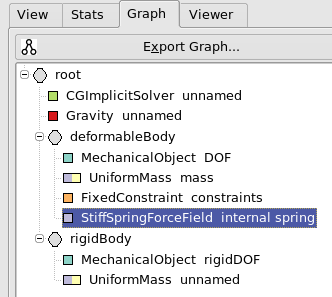 View Stats Graph Viewer
Export Graph...
root
CGImplicitSolver unnamed
Gravity unnamed
deformableBody
MechanicalObject DOF
UniformMass mass
FixedConstraint constraints
StiffSpringForceField internal spring
rigidBody
MechanicalObject rigidDOF
UniformMass unnamed